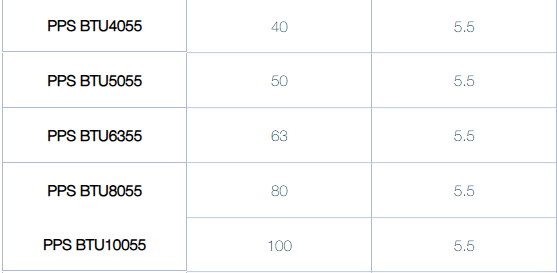 PPS BTU4055 40 5.5
PPS BTU5055 50 5.5
PPS BTU6355 63 5.5
PPS BTU8055 80 5.5
PPS BTU10055 100 5.5